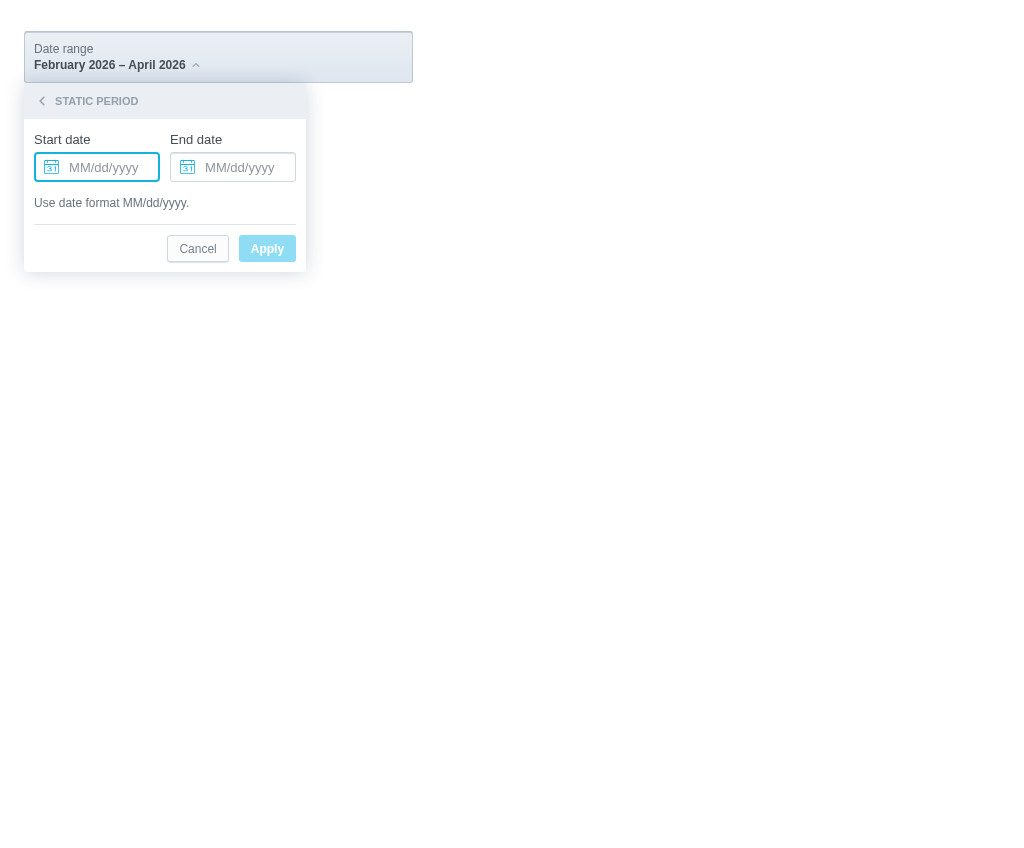 Date range
February 2026 – April 2026
STATIC PERIOD
Start date End date
31 MM/dd/yyyy 31 MM/dd/yyyy
Use date format MM/dd/yyyy.
Cancel Apply